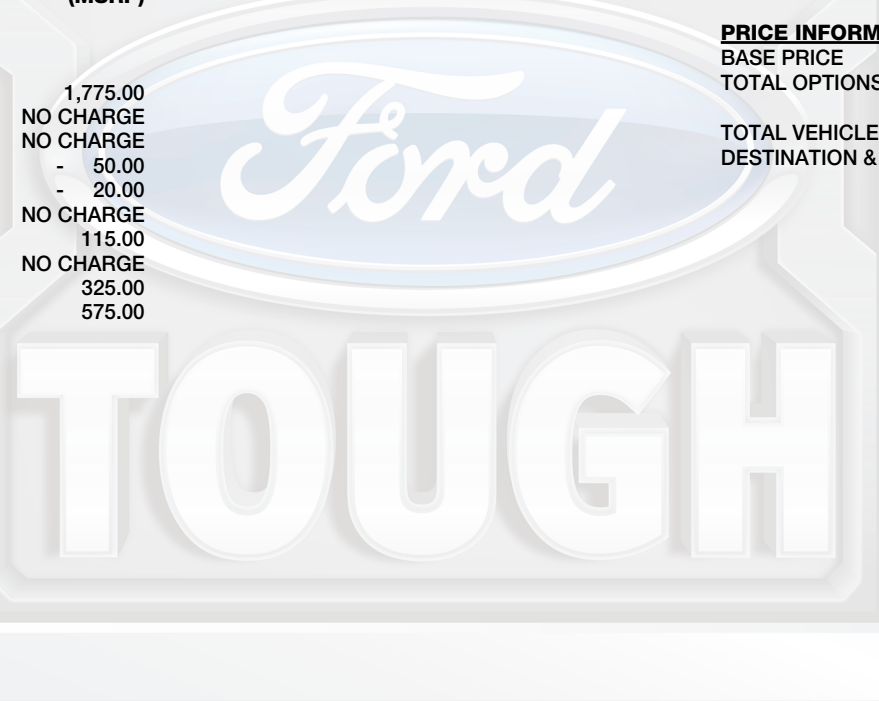 (MSRP)
1,775.00
NO CHARGE
NO CHARGE
- 50.00
- 20.00
NO CHARGE
115.00
NO CHARGE
325.00
575.00
PRICE INFORM
BASE PRICE
TOTAL OPTIONS
TOTAL VEHICLE
DESTINATION &
Ford
TOUGH